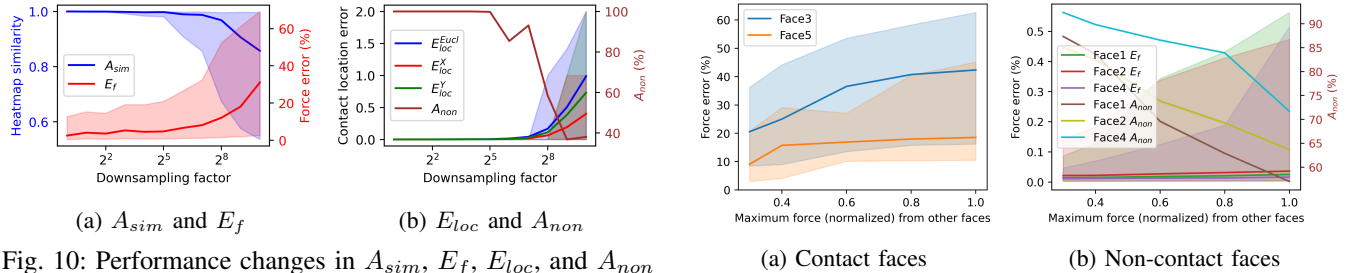 Heatmap similarity
1.0
0.8
0.6
A_sim
E_f
60
40
20
0
Force error (%)
2^2 2^5 2^8
Downsampling factor
(a) A_sim and E_f
Contact location error
2.0
1.5
1.0
0.5
0.0
E_loc^Eucl
E_loc^X
E_loc^Y
A_non
100
80
60
40
A_non (%)
2^2 2^5 2^8
Downsampling factor
(b) E_loc and A_non
Fig. 10: Performance changes in A_sim, E_f, E_loc, and A_non
Force error (%)
60
50
40
30
20
10
0
Face3
Face5
0.4 0.6 0.8 1.0
Maximum force (normalized) from other faces
(a) Contact faces
Force error (%)
0.5
0.4
0.3
0.2
0.1
0.0
Face1 E_f
Face2 E_f
Face4 E_f
Face1 A_non
Face2 A_non
Face4 A_non
90
85
80
75
70
65
60
A_non (%)
0.4 0.6 0.8 1.0
Maximum force (normalized) from other faces
(b) Non-contact faces